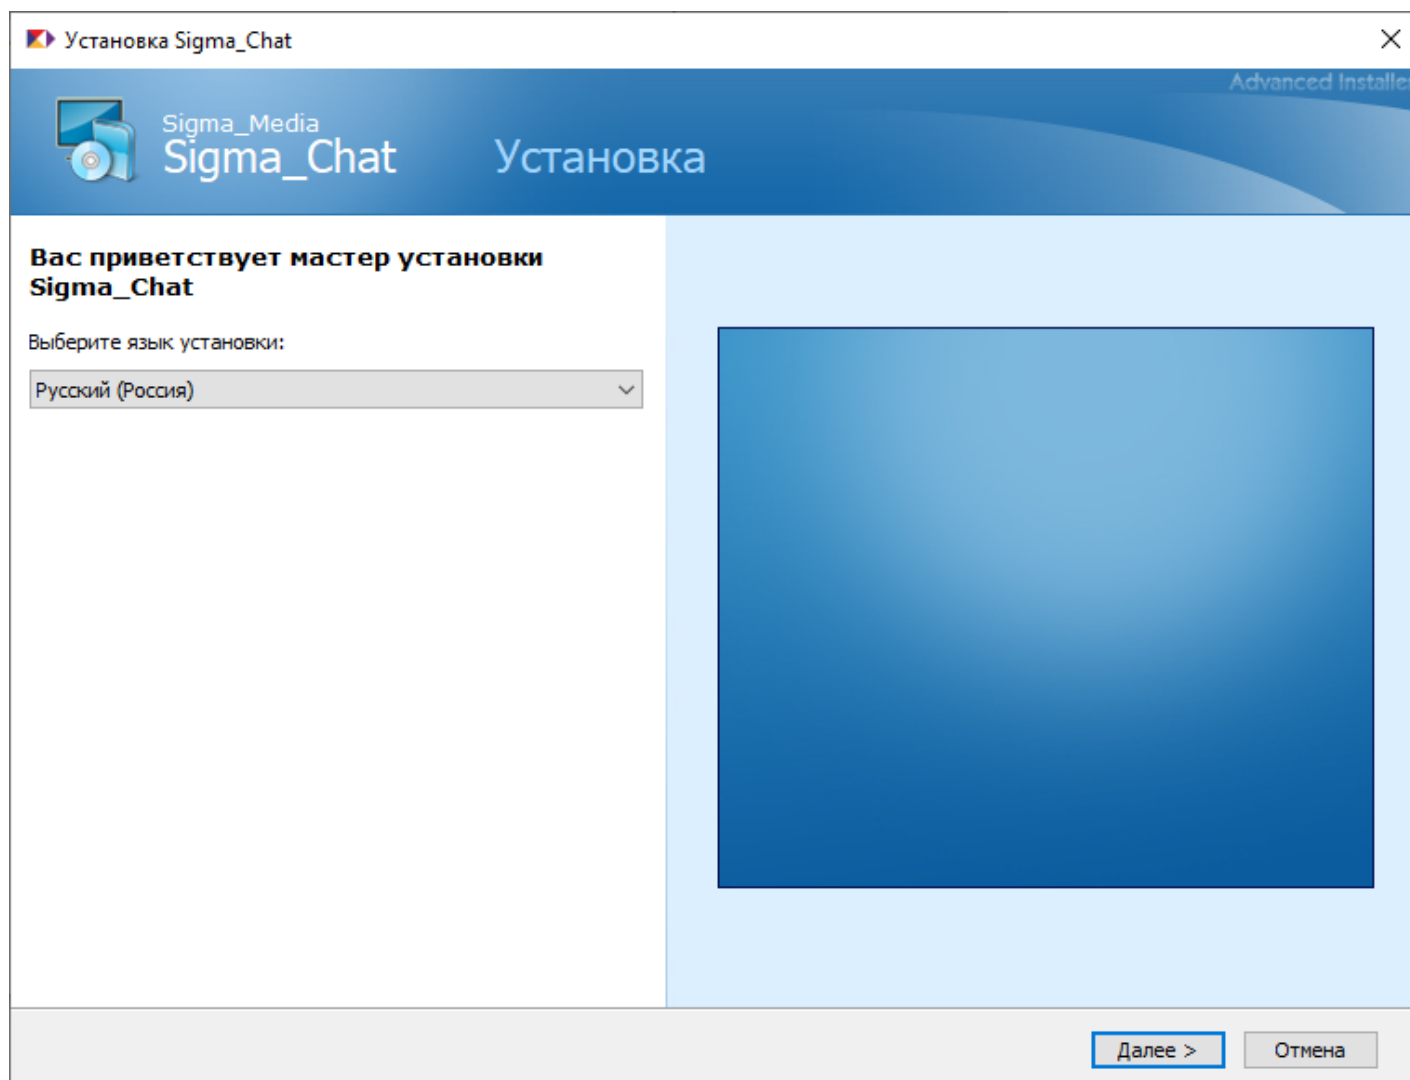 Установка Sigma_Chat
Advanced Installe
Sigma_Media
Sigma_Chat
Установка
Вас приветствует мастер установки
Sigma_Chat
Выберите язык установки:
Русский (Россия)
Далее >
Отмена